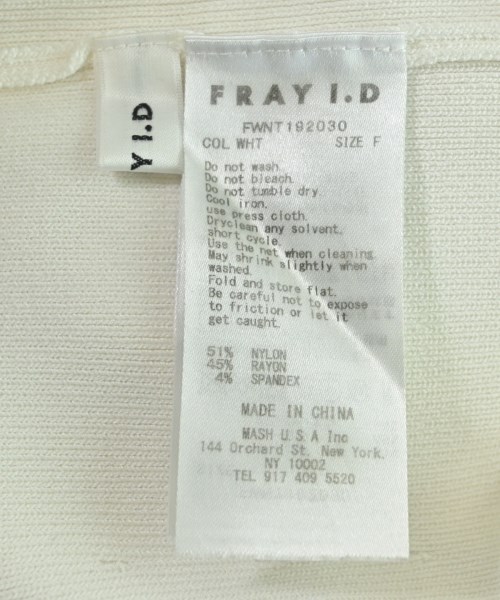 FRAY I.D
Y I.D
FWNT192030
COL WHT SIZE F
Do not wash.
Do not bleach.
Do not tumble dry.
Cool iron.
use press cloth.
Dryclean any solvent.
short cycle.
Use the net when cleaning.
May shrink slightly when
washed.
Fold and store flat.
Be careful not to expose
to friction or let it
get caught.
51% NYLON
45% RAYON
4% SPANDEX
MADE IN CHINA
MASH U.S.A Inc
144 Orchard St. New York.
NY 10002
TEL 917 409 5520